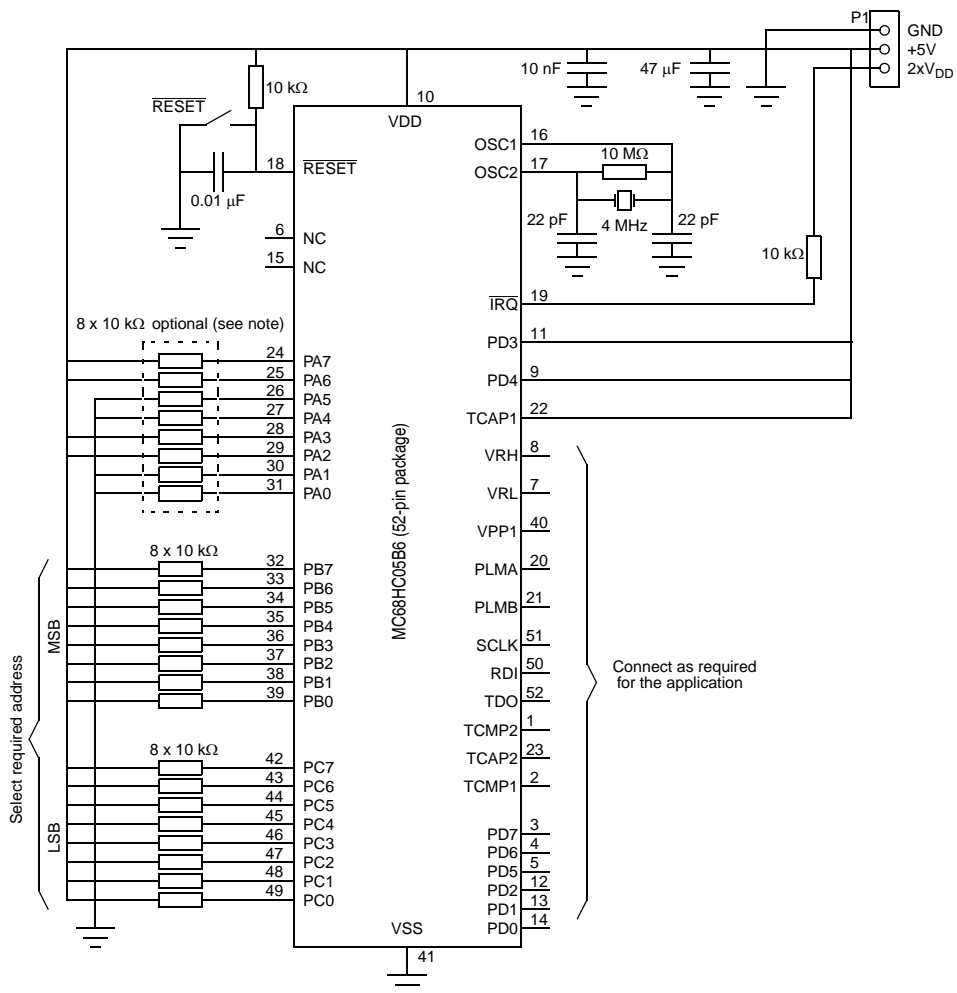 P1
GND
+5V
2xVDD
10 nF
47 µF
10 kΩ
RESET
10
VDD
16
OSC1
10 MΩ
17
OSC2
18
RESET
0.01 µF
22 pF
4 MHz
22 pF
6
NC
15
NC
10 kΩ
19
IRQ
8 x 10 kΩ optional (see note)
11
PD3
24
PA7
25
PA6
26
PA5
27
PA4
28
PA3
29
PA2
30
PA1
31
PA0
9
PD4
22
TCAP1
8
VRH
7
VRL
40
VPP1
20
PLMA
21
PLMB
51
SCLK
50
RDI
52
TDO
1
TCMP2
23
TCAP2
2
TCMP1
3
PD7
4
PD6
5
PD5
12
PD2
13
PD1
14
PD0
MC68HC05B6 (52-pin package)
Connect as required
for the application
8 x 10 kΩ
32
PB7
33
PB6
34
PB5
35
PB4
36
PB3
37
PB2
38
PB1
39
PB0
MSB
Select required address
LSB
8 x 10 kΩ
42
PC7
43
PC6
44
PC5
45
PC4
46
PC3
47
PC2
48
PC1
49
PC0
VSS
41